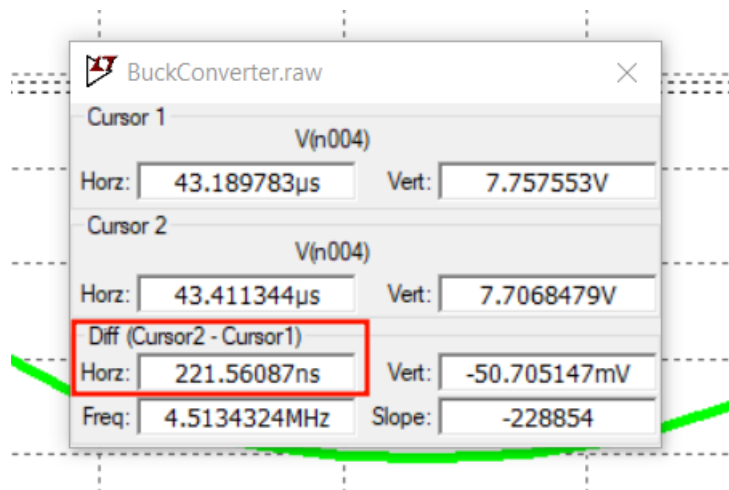 BuckConverter.raw
Cursor 1
V(n004)
Horz: 43.189783µs Vert: 7.757553V
Cursor 2
V(n004)
Horz: 43.411344µs Vert: 7.7068479V
Diff (Cursor2 - Cursor1)
Horz: 221.56087ns Vert: -50.705147mV
Freq: 4.5134324MHz Slope: -228854